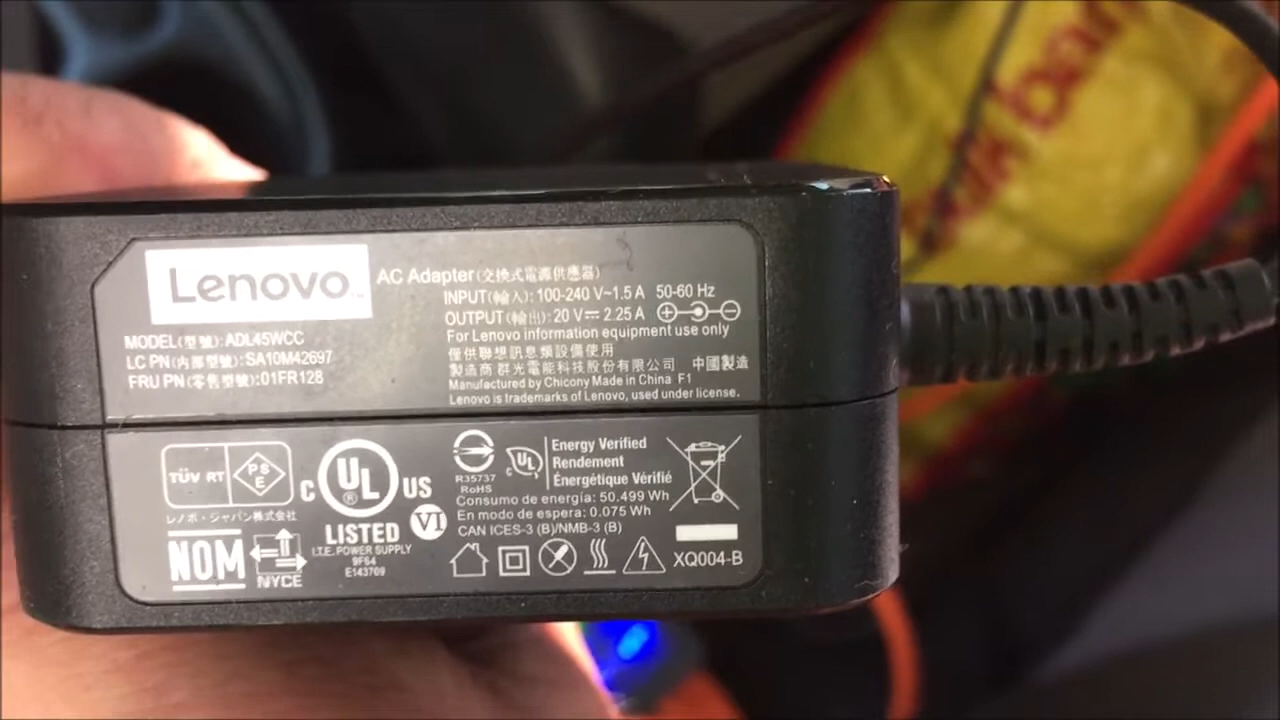 Lenovo
AC Adapter(交換式電源供應器)
INPUT(輸入): 100-240 V~1.5 A 50-60 Hz
OUTPUT(輸出): 20 V⎓ 2.25 A
For Lenovo information equipment use only
僅供聯想訊息類設備使用
製造商 群光電能科技股份有限公司 中國製造
Manufactured by Chicony Made in China F1
Lenovo is trademarks of Lenovo, used under license.
MODEL(型號): ADL45WCC
LC PN(內部型號): SA10M42697
FRU PN(零售型號): 01FR128
TÜV RT
PS
E
レノボ・ジャパン株式会社
NOM
NYCE
C UL US
®
LISTED
VI
I.T.E. POWER SUPPLY
9F64
E143709
R35737
RoHS
C UL
Energy Verified
Rendement
Énergétique Vérifié
Consumo de energía: 50.499 Wh
En modo de espera: 0.075 Wh
CAN ICES-3 (B)/NMB-3 (B)
XQ004-B